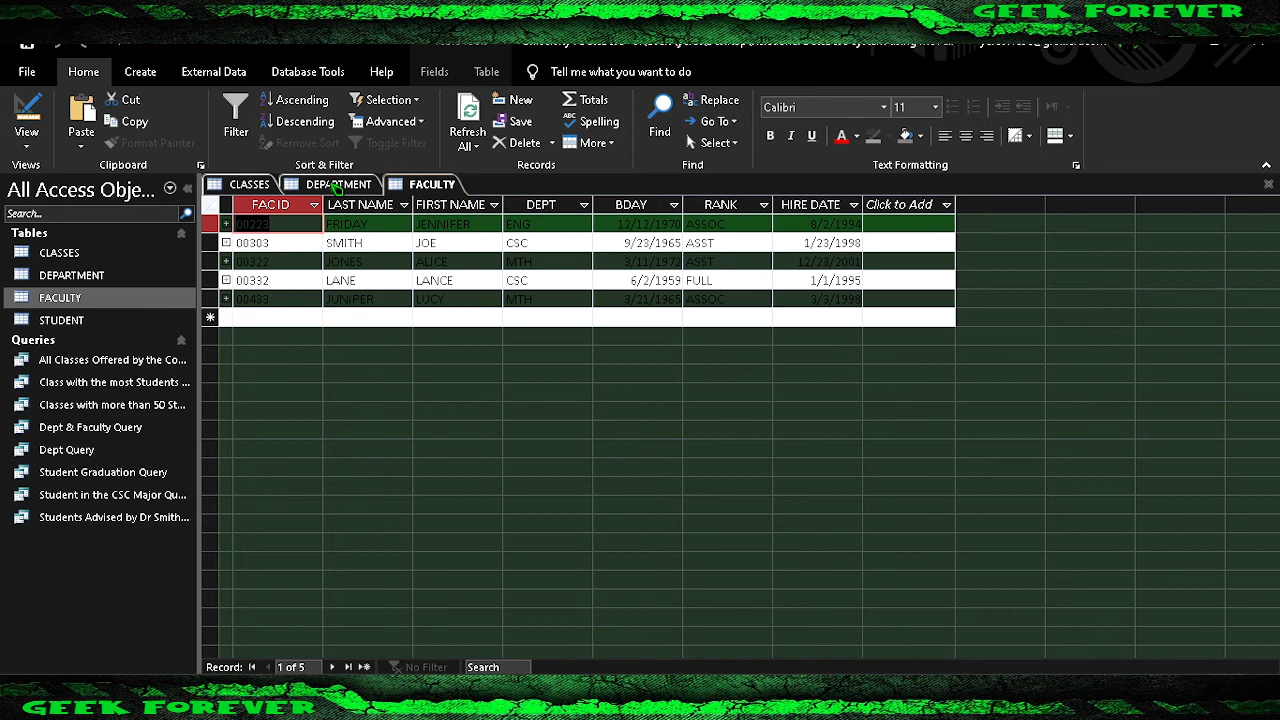 GEEK FOREVER
File Home Create External Data Database Tools Help Fields Table Tell me what you want to do
View
Views
Paste
Cut
Copy
Format Painter
Clipboard
Filter
Ascending
Descending
Remove Sort
Selection
Advanced
Toggle Filter
Sort & Filter
Refresh
All
New
Save
Delete
Totals
Spelling
More
Records
Find
Replace
Go To
Select
Find
Calibri 11
B I U A
Text Formatting
All Access Obje...
Search...
Tables
CLASSES
DEPARTMENT
FACULTY
STUDENT
Queries
All Classes Offered by the Co...
Class with the most Students ...
Classes with more than 50 St...
Dept & Faculty Query
Dept Query
Student Graduation Query
Student in the CSC Major Qu...
Students Advised by Dr Smith...
CLASSES DEPARTMENT FACULTY
FAC ID LAST NAME FIRST NAME DEPT BDAY RANK HIRE DATE Click to Add
00223 FRIDAY JENNIFER ENG 12/12/1970 ASSOC 8/2/1994
00303 SMITH JOE CSC 9/23/1965 ASST 1/23/1998
00322 JONES ALICE MTH 3/11/1972 ASST 12/23/2001
00332 LANE LANCE CSC 6/2/1959 FULL 1/1/1995
00433 JUNIPER LUCY MTH 3/21/1965 ASSOC 3/3/1998
Record: 1 of 5 No Filter Search
GEEK FOREVER